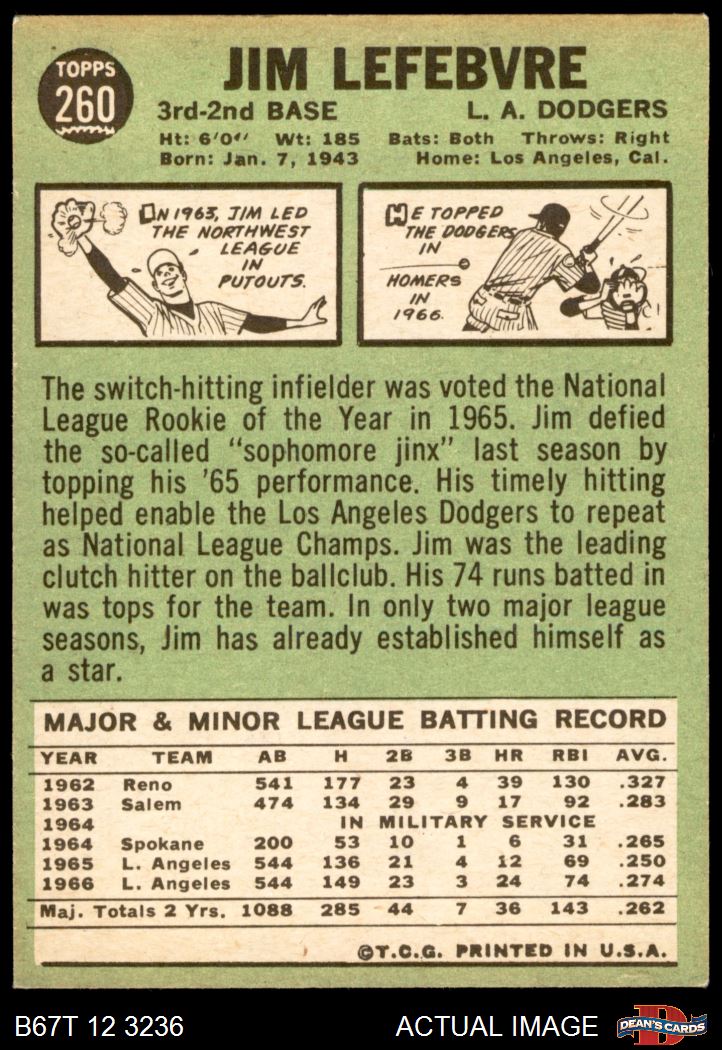 TOPPS
260
JIM LEFEBVRE
3rd-2nd BASE L. A. DODGERS
Ht: 6'0" Wt: 185 Bats: Both Throws: Right
Born: Jan. 7, 1943 Home: Los Angeles, Cal.
IN 1963, JIM LED
THE NORTHWEST
LEAGUE
IN
PUTOUTS.
HE TOPPED
THE DODGERS
IN
HOMERS
IN
1966.
The switch-hitting infielder was voted the National
League Rookie of the Year in 1965. Jim defied
the so-called "sophomore jinx" last season by
topping his '65 performance. His timely hitting
helped enable the Los Angeles Dodgers to repeat
as National League Champs. Jim was the leading
clutch hitter on the ballclub. His 74 runs batted in
was tops for the team. In only two major league
seasons, Jim has already established himself as
a star.
MAJOR & MINOR LEAGUE BATTING RECORD
YEAR TEAM AB H 2B 3B HR RBI AVG.
1962 Reno 541 177 23 4 39 130 .327
1963 Salem 474 134 29 9 17 92 .283
1964 IN MILITARY SERVICE
1964 Spokane 200 53 10 1 6 31 .265
1965 L. Angeles 544 136 21 4 12 69 .250
1966 L. Angeles 544 149 23 3 24 74 .274
Maj. Totals 2 Yrs. 1088 285 44 7 36 143 .262
©T.C.G. PRINTED IN U.S.A.
B67T 12 3236 ACTUAL IMAGE
D
DEAN'S CARDS